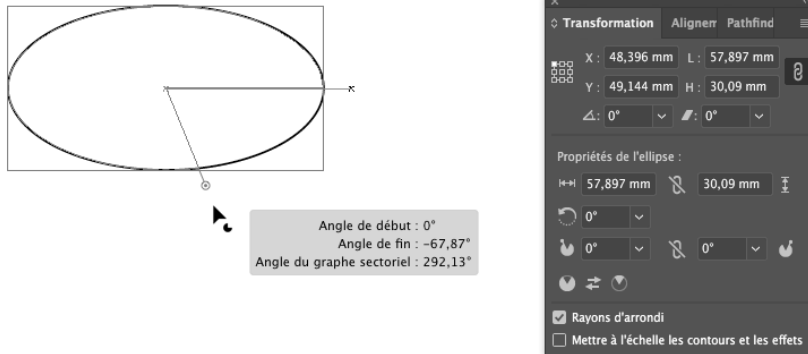 Transformation Alignerr Pathfind
X : 48,396 mm L : 57,897 mm
Y : 49,144 mm H : 30,09 mm
: 0° : 0°
Propriétés de l'ellipse :
57,897 mm 30,09 mm
0°
0° 0°
Rayons d'arrondi
Mettre à l'échelle les contours et les effets
Angle de début : 0°
Angle de fin : -67,87°
Angle du graphe sectoriel : 292,13°